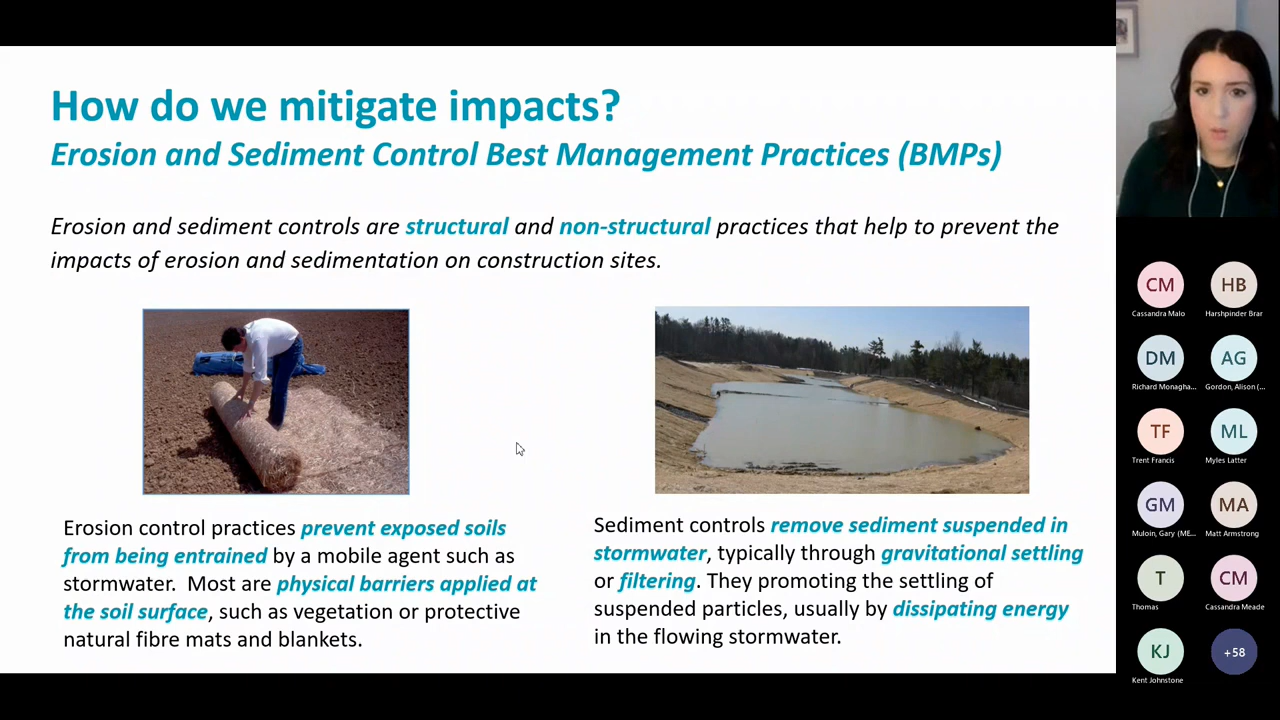 How do we mitigate impacts?
Erosion and Sediment Control Best Management Practices (BMPs)
Erosion and sediment controls are structural and non-structural practices that help to prevent the
impacts of erosion and sedimentation on construction sites.
Erosion control practices prevent exposed soils
from being entrained by a mobile agent such as
stormwater. Most are physical barriers applied at
the soil surface, such as vegetation or protective
natural fibre mats and blankets.
Sediment controls remove sediment suspended in
stormwater, typically through gravitational settling
or filtering. They promoting the settling of
suspended particles, usually by dissipating energy
in the flowing stormwater.
CM
Cassandra Malo
HB
Harshpinder Brar
DM
Richard Monagha...
AG
Gordon, Alison (...
TF
Trent Francis
ML
Myles Latter
GM
Muloin, Gary (ME...
MA
Matt Armstrong
T
Thomas
CM
Cassandra Meade
KJ
Kent Johnstone
+58